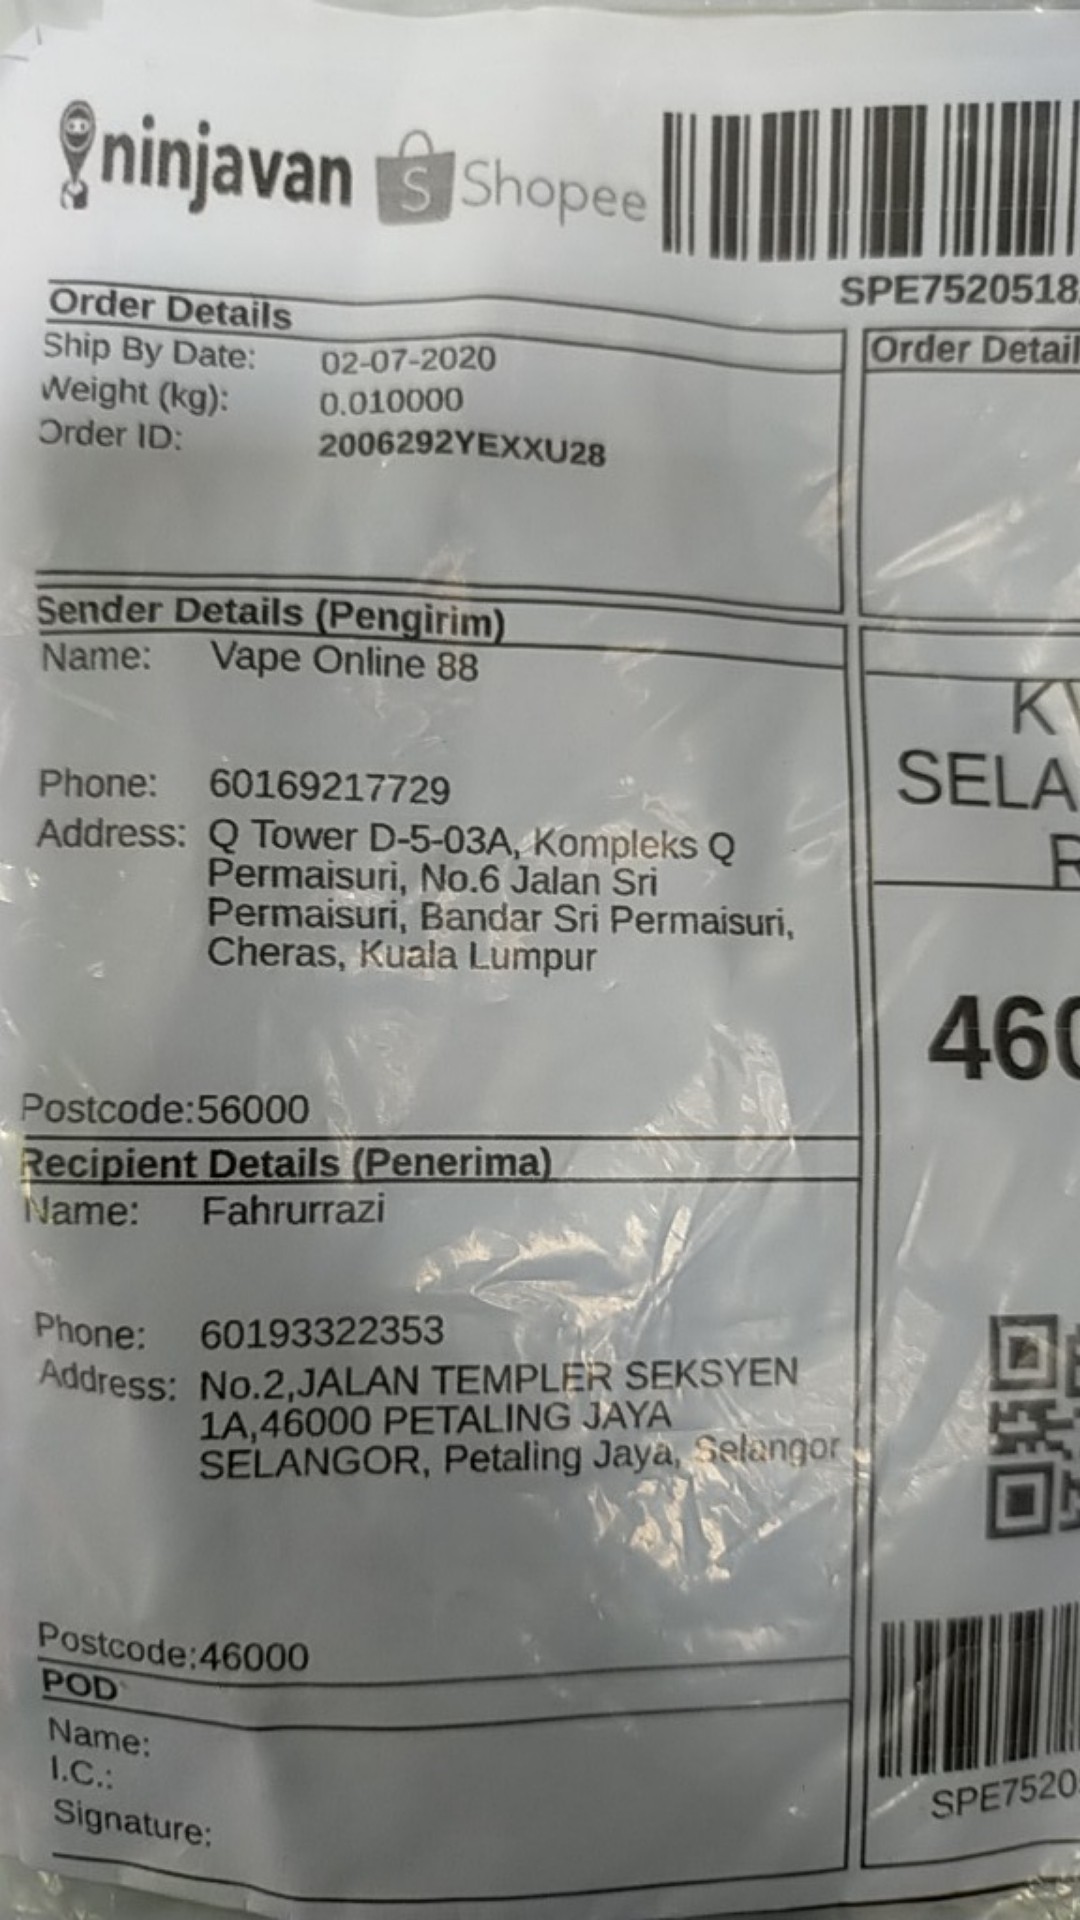 ninjavan Shopee
SPE7520518
Order Details
Ship By Date: 02-07-2020
Weight (kg): 0.010000
Order ID: 2006292YEXXU28
Sender Details (Pengirim)
Name: Vape Online 88
Phone: 60169217729
Address: Q Tower D-5-03A, Kompleks Q
Permaisuri, No.6 Jalan Sri
Permaisuri, Bandar Sri Permaisuri,
Cheras, Kuala Lumpur
Postcode:56000
Recipient Details (Penerima)
Name: Fahrurrazi
Phone: 60193322353
Address: No.2,JALAN TEMPLER SEKSYEN
1A,46000 PETALING JAYA
SELANGOR, Petaling Jaya, Selangor
Postcode:46000
POD
Name:
I.C.:
Signature:
Order Detail
SELA
460
SPE7520